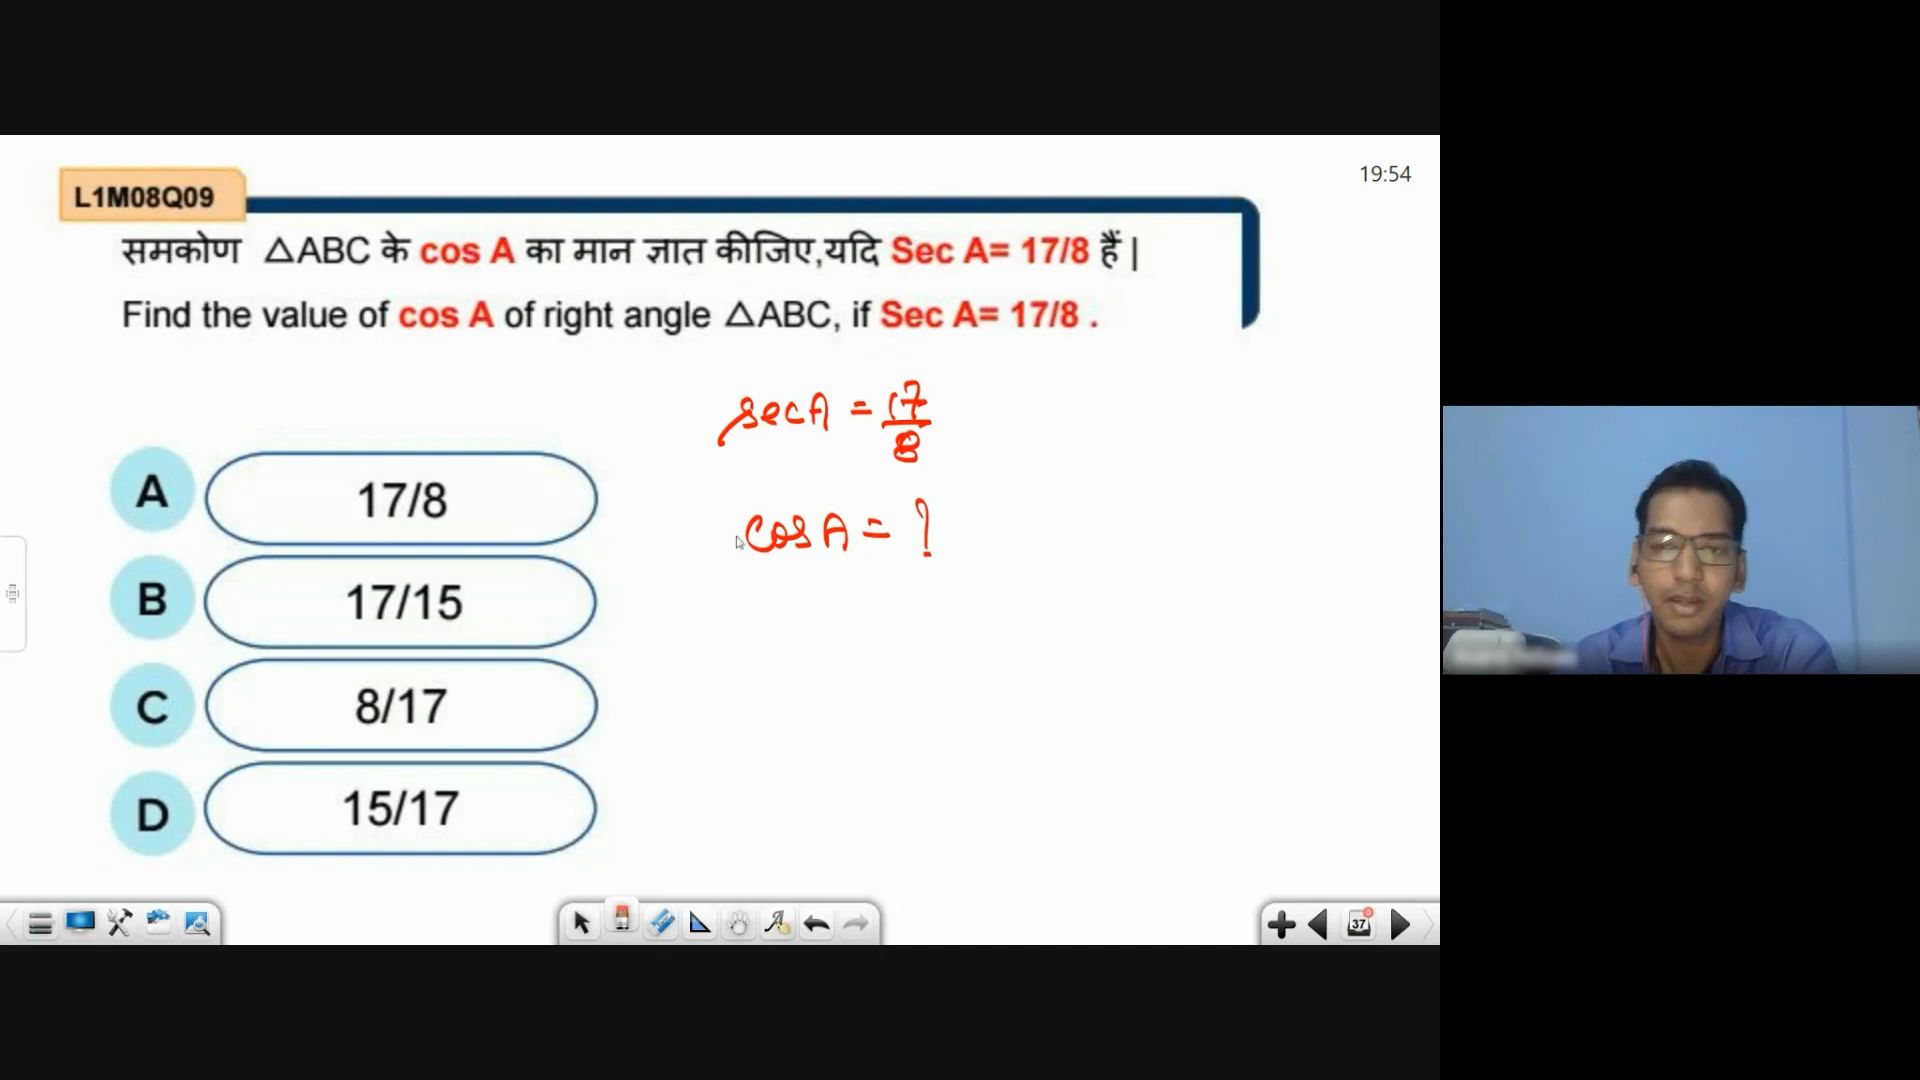 19:54
L1M08Q09
समकोण △ABC के cos A का मान ज्ञात कीजिए,यदि Sec A= 17/8 हैं |
Find the value of cos A of right angle △ABC, if Sec A= 17/8 .
secA = 17/8
cosA = ?
A 17/8
B 17/15
C 8/17
D 15/17
37